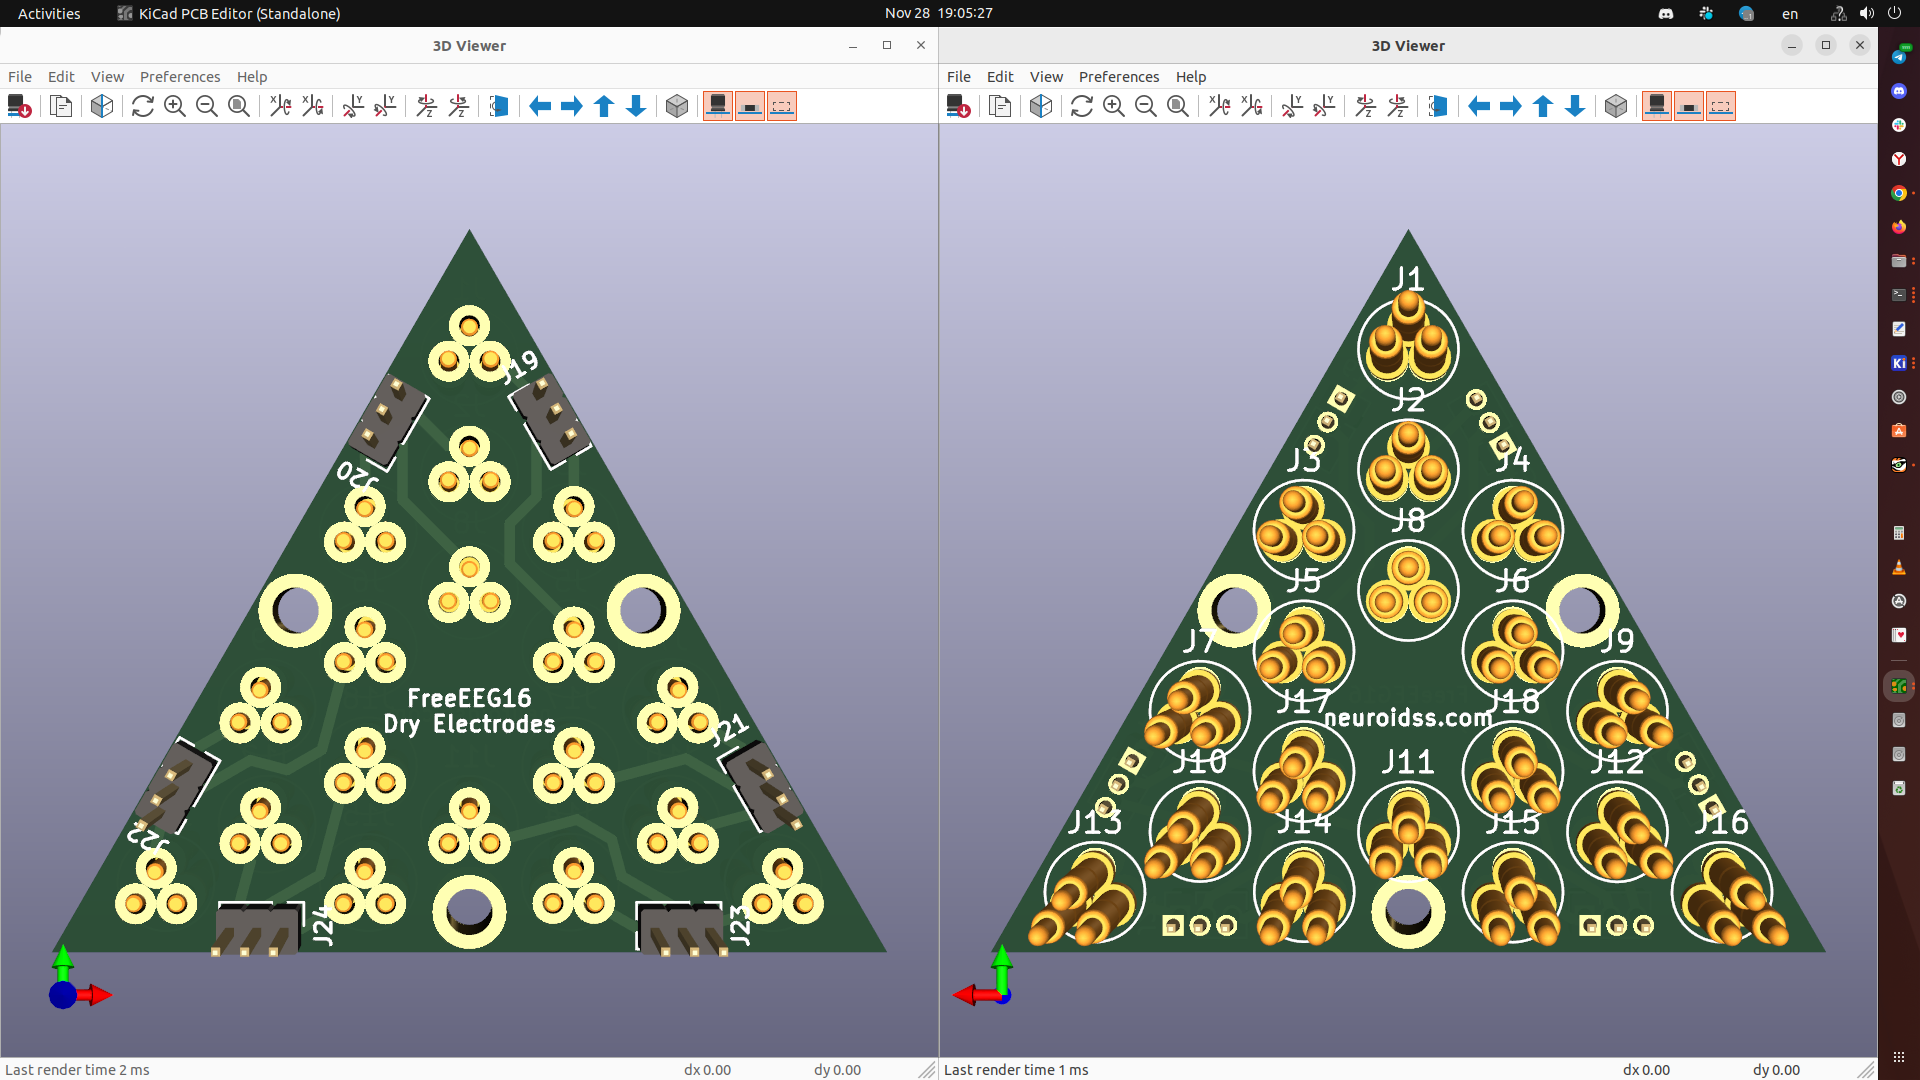 Activities
KiCad PCB Editor (Standalone)
Nov 28 19:05:27
en
3D Viewer
File Edit View Preferences Help
J19
J20
FreeEEG16
Dry Electrodes
J21
J22
J24
J23
Last render time 2 ms
dx 0.00
dy 0.00
3D Viewer
File Edit View Preferences Help
J1
J2
J3
J4
J8
J5
J6
J7
J9
J17
J18
neuroidss.com
J10
J11
J12
J13
J14
J15
J16
Last render time 1 ms
dx 0.00
dy 0.00
Ki